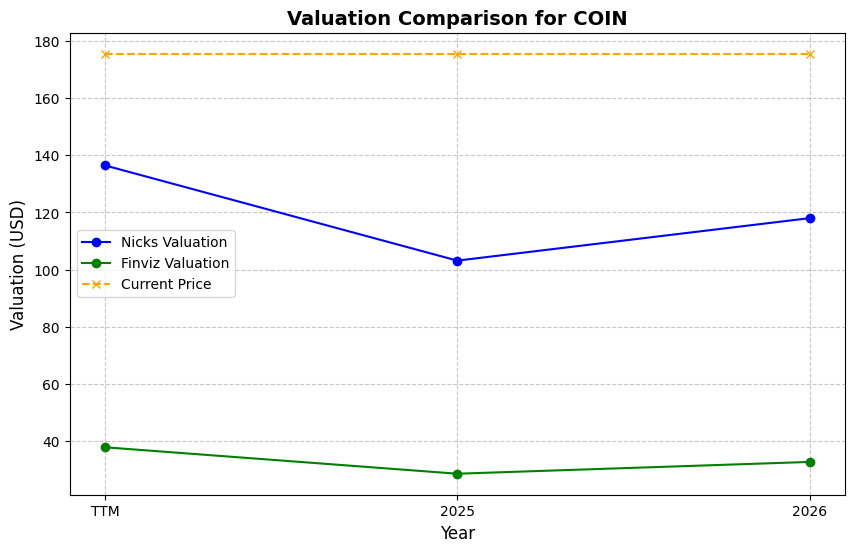 Valuation Comparison for COIN
Valuation (USD)
180
160
140
120
100
80
60
40
Nicks Valuation
Finviz Valuation
Current Price
TTM
2025
2026
Year